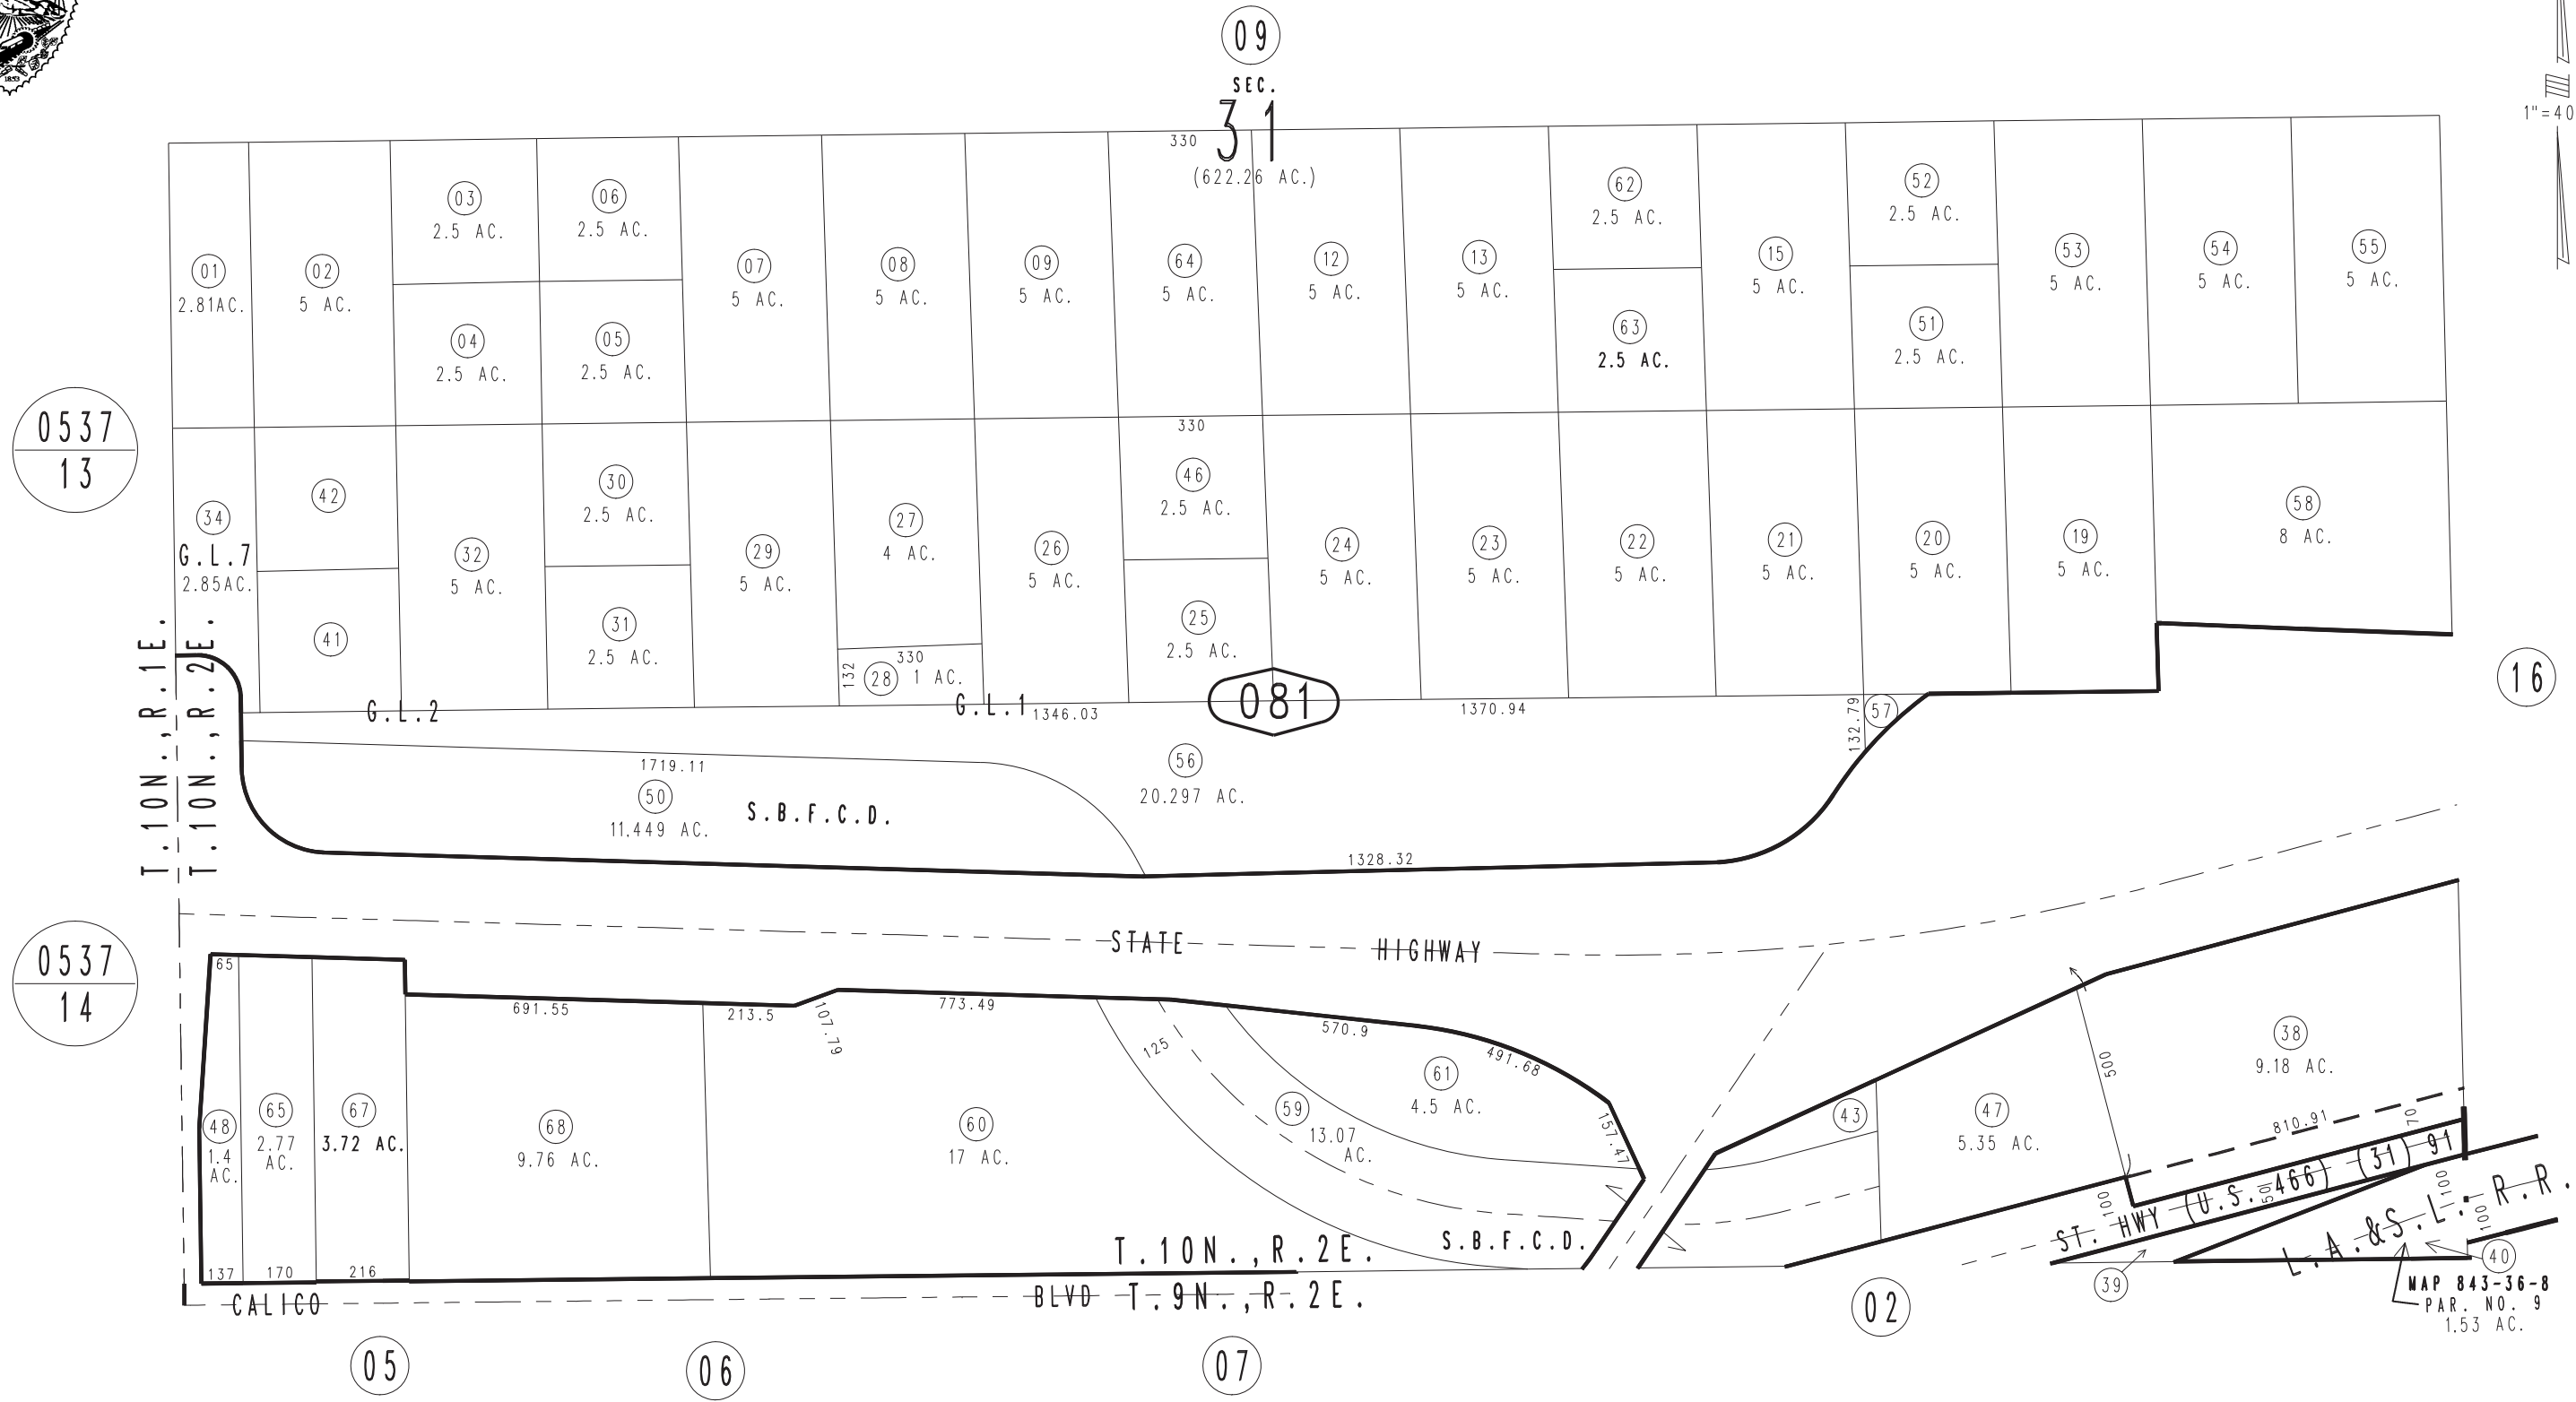 09
SEC.
31
(622.26 AC.)
330
1"=40
1853
01
2.81AC.
02
5 AC.
03
2.5 AC.
04
2.5 AC.
06
2.5 AC.
05
2.5 AC.
07
5 AC.
08
5 AC.
09
5 AC.
64
5 AC.
12
5 AC.
13
5 AC.
62
2.5 AC.
63
2.5 AC.
15
5 AC.
52
2.5 AC.
51
2.5 AC.
53
5 AC.
54
5 AC.
55
5 AC.
0537
13
34
G.L.7
2.85AC.
42
41
32
5 AC.
30
2.5 AC.
31
2.5 AC.
29
5 AC.
27
4 AC.
330
132
28
1 AC.
26
5 AC.
330
46
2.5 AC.
25
2.5 AC.
24
5 AC.
23
5 AC.
22
5 AC.
21
5 AC.
20
5 AC.
19
5 AC.
58
8 AC.
16
T.10N.,R.1E.
T.10N.,R.2E.
G.L.2
G.L.1
1346.03
081
1370.94
132.79
57
1719.11
50
11.449 AC.
S.B.F.C.D.
56
20.297 AC.
1328.32
STATE HIGHWAY
0537
14
65
48
1.4
AC.
137
65
2.77
AC.
170
67
3.72 AC.
216
691.55
68
9.76 AC.
213.5
107.79
773.49
60
17 AC.
125
59
13.07
AC.
570.9
491.68
61
4.5 AC.
157.47
S.B.F.C.D.
43
47
5.35 AC.
500
38
9.18 AC.
810.91
70
100
50
100
100
ST. HWY (U.S. 466) (31) 91
L.A.&S.L. R.R.
39
40
MAP 843-36-8
PAR. NO. 9
1.53 AC.
T.10N.,R.2E.
CALICO BLVD
T.9N.,R.2E.
02
05
06
07